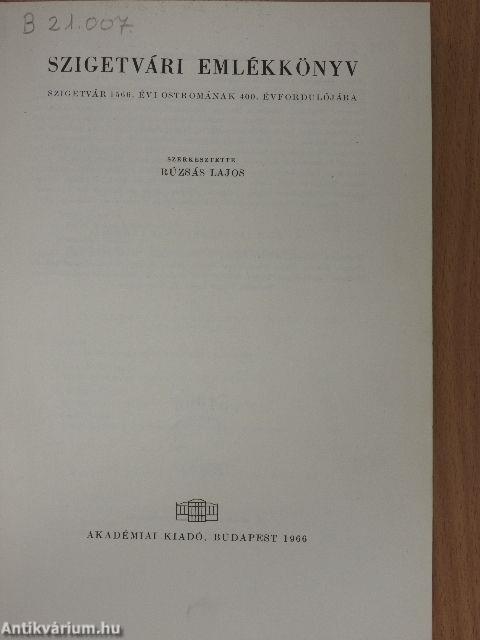 B 21.007.
SZIGETVÁRI EMLÉKKÖNYV
SZIGETVÁR 1566. ÉVI OSTROMÁNAK 400. ÉVFORDULÓJÁRA
SZERKESZTETTE
RÚZSÁS LAJOS
AKADÉMIAI KIADÓ, BUDAPEST 1966
Antikvárium.hu